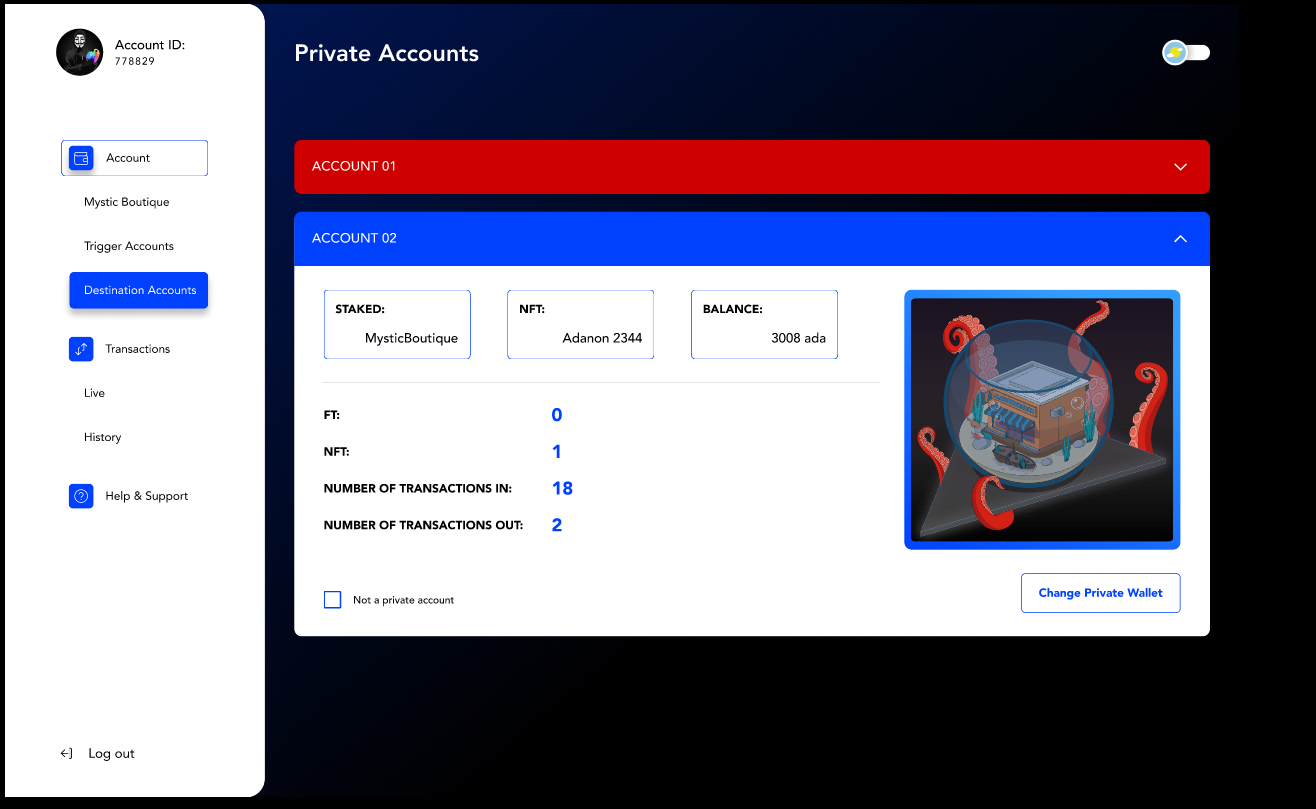 Account ID:
778829
Account
Mystic Boutique
Trigger Accounts
Destination Accounts
Transactions
Live
History
Help & Support
Log out
Private Accounts
ACCOUNT 01
ACCOUNT 02
STAKED:
MysticBoutique
NFT:
Adanon 2344
BALANCE:
3008 ada
FT: 0
NFT: 1
NUMBER OF TRANSACTIONS IN: 18
NUMBER OF TRANSACTIONS OUT: 2
Not a private account
Change Private Wallet